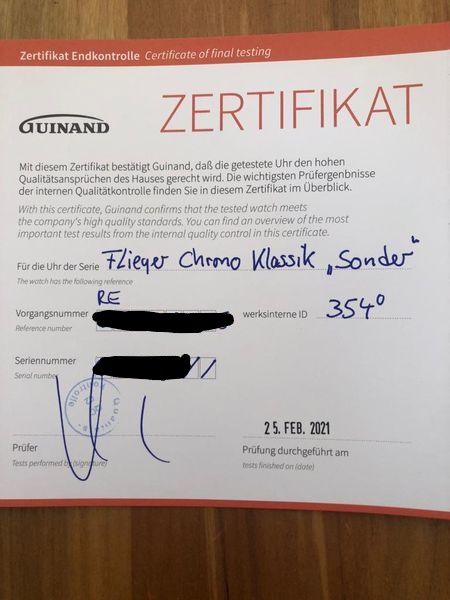 Zertifikat Endkontrolle Certificate of final testing
GUINAND
ZERTIFIKAT
Mit diesem Zertifikat bestätigt Guinand, daß die getestete Uhr den hohen
Qualitätsansprüchen des Hauses gerecht wird. Die wichtigsten Prüfergenbnisse
der internen Qualitätkontrolle finden Sie in diesem Zertifikat im Überblick.
With this certificate, Guinand confirms that the tested watch meets
the company's high quality standards. You can find an overview of the most
important test results from the internal quality control in this certificate.
Für die Uhr der Serie Flieger Chrono Klassik „Sonder“
The watch has the following reference
RE
Vorgangsnummer werksinterne ID 354°
Reference number
Seriennummer
Serial number
25. FEB. 2021
Prüfer Prüfung durchgeführt am
Tests performed by (signature) tests finished on (date)